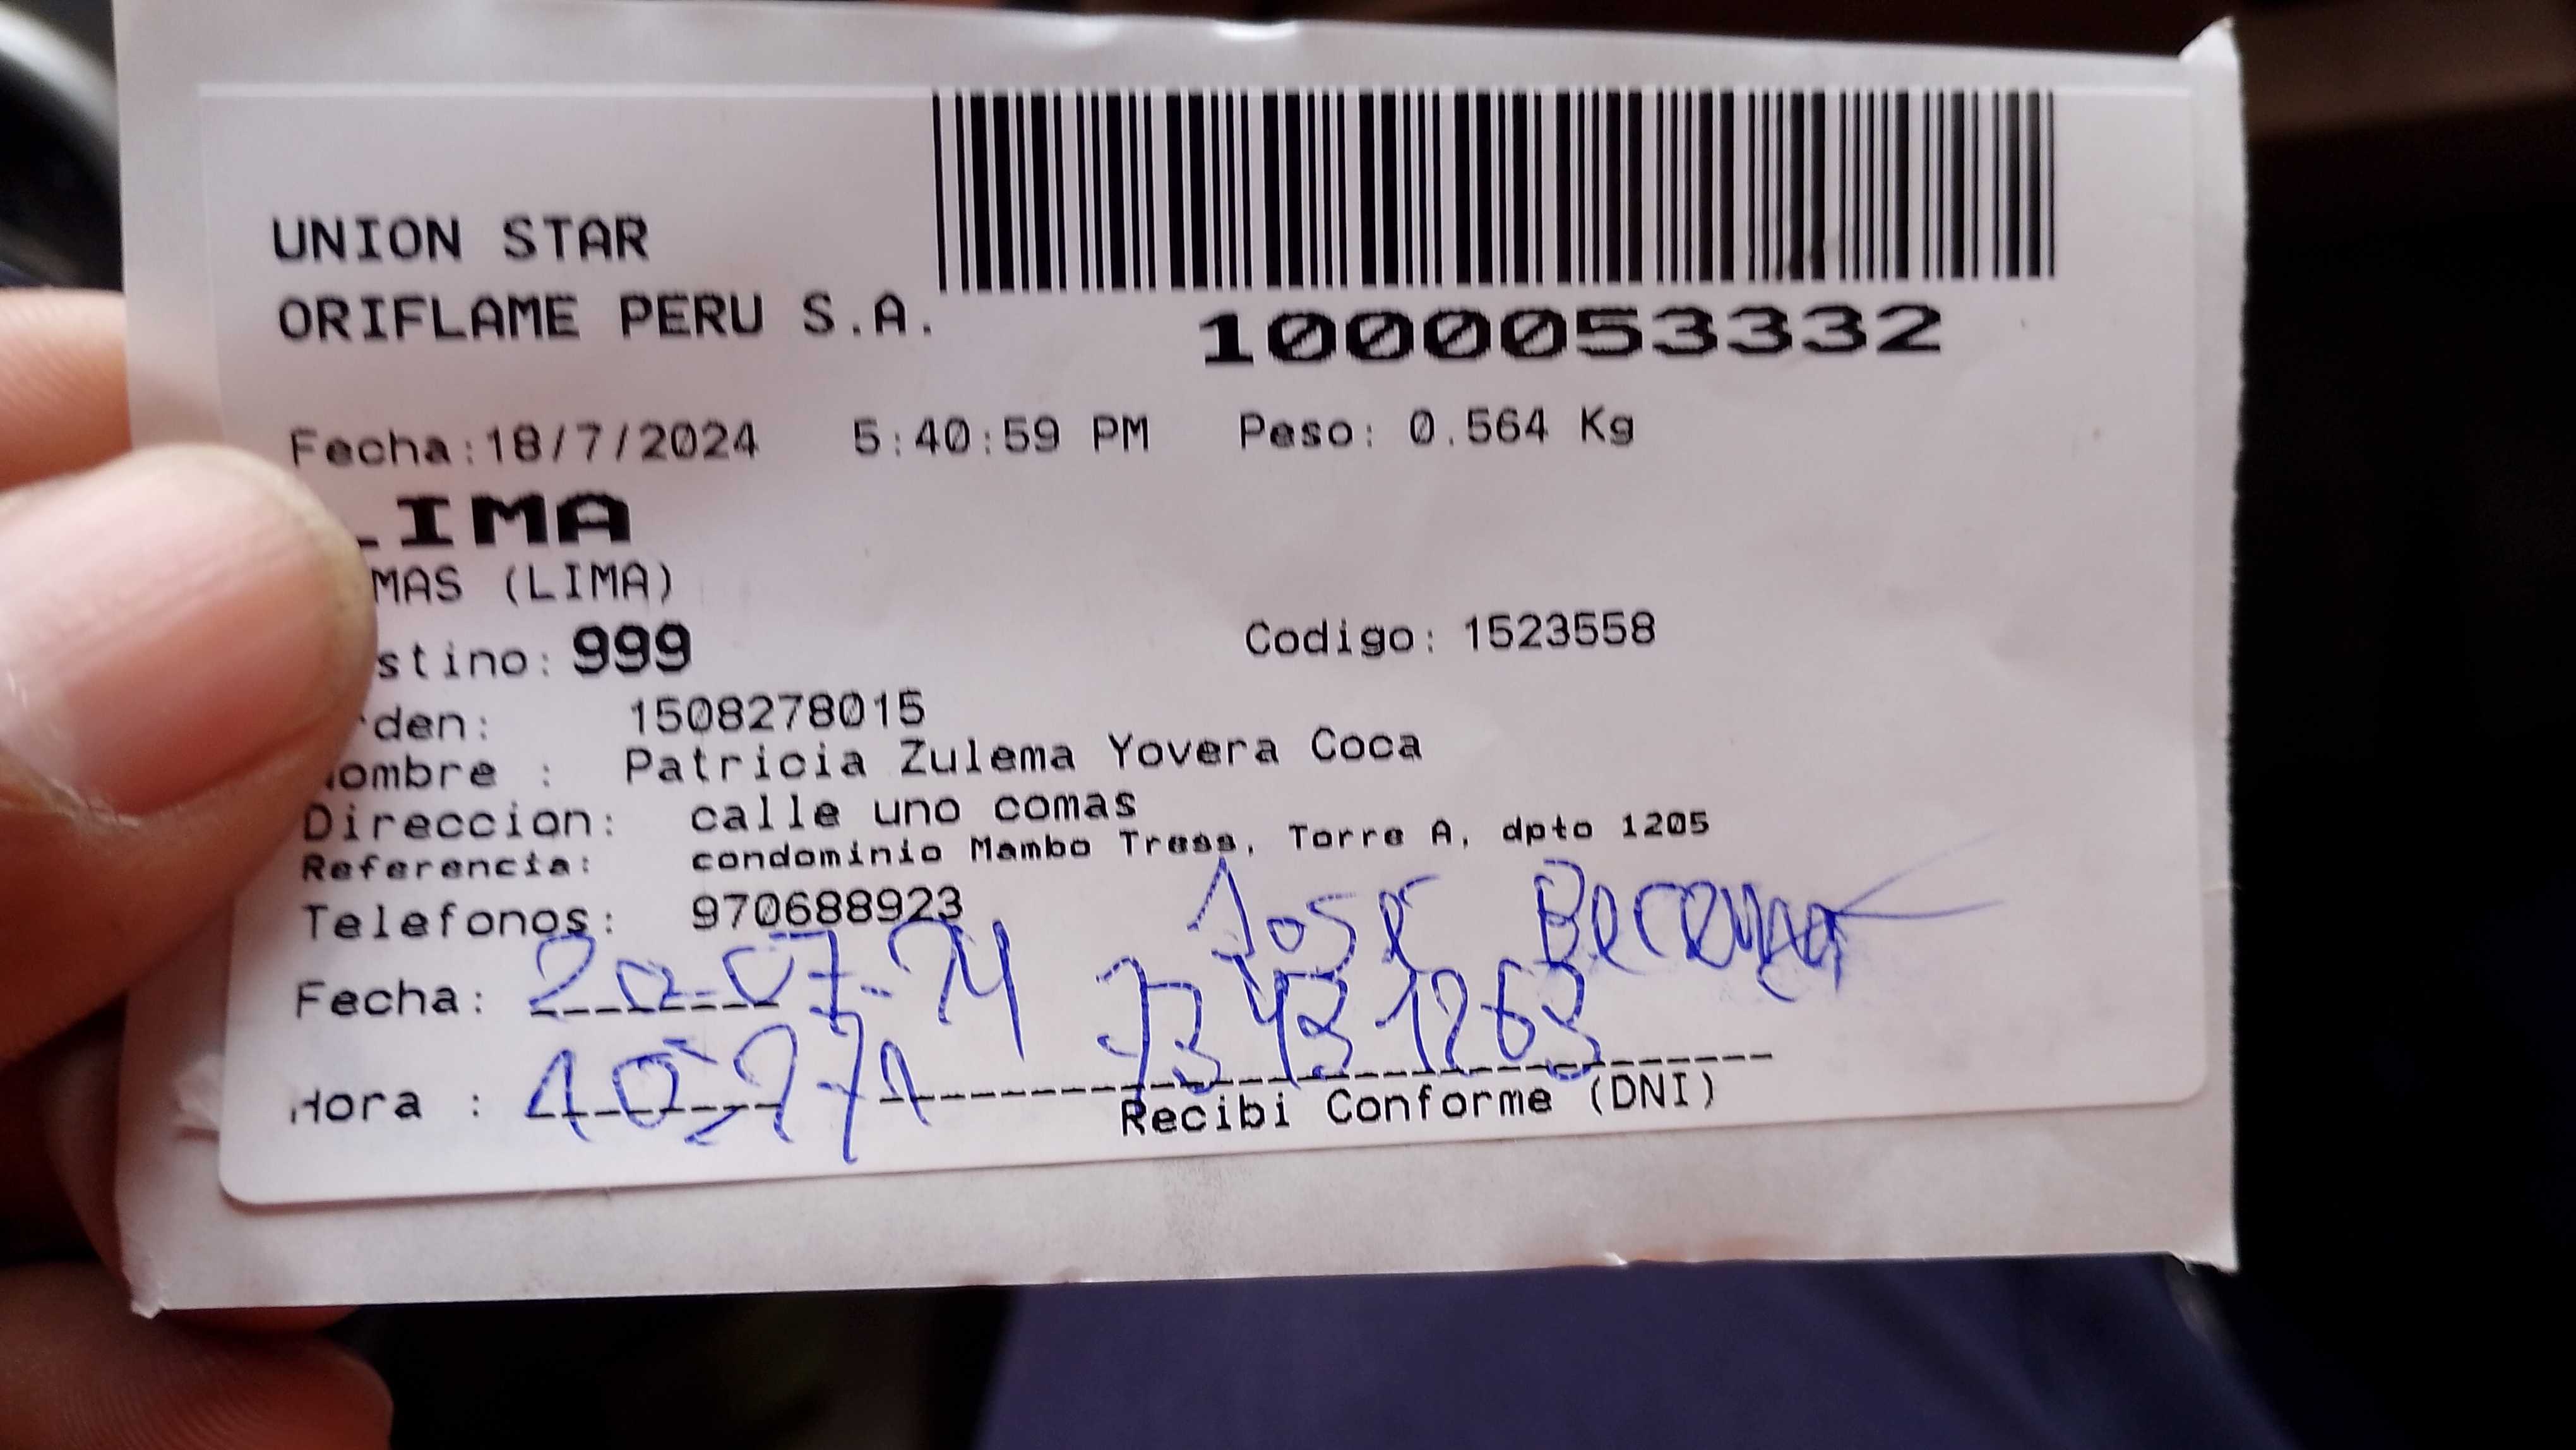 UNION STAR
ORIFLAME PERU S.A.
1000053332
Fecha:18/7/2024 5:40:59 PM Peso: 0.564 Kg
LIMA
MAS (LIMA)
stino: 999 Codigo: 1523558
rden: 1508278015
ombre : Patricia Zulema Yovera Coca
Direccion: calle uno comas
Referencia: condominio Mambo Tress, Torre A, dpto 1205
Telefonos: 970688923
Jose
Fecha: 20-07-24 73431263
Hora :
Recibi Conforme (DNI)